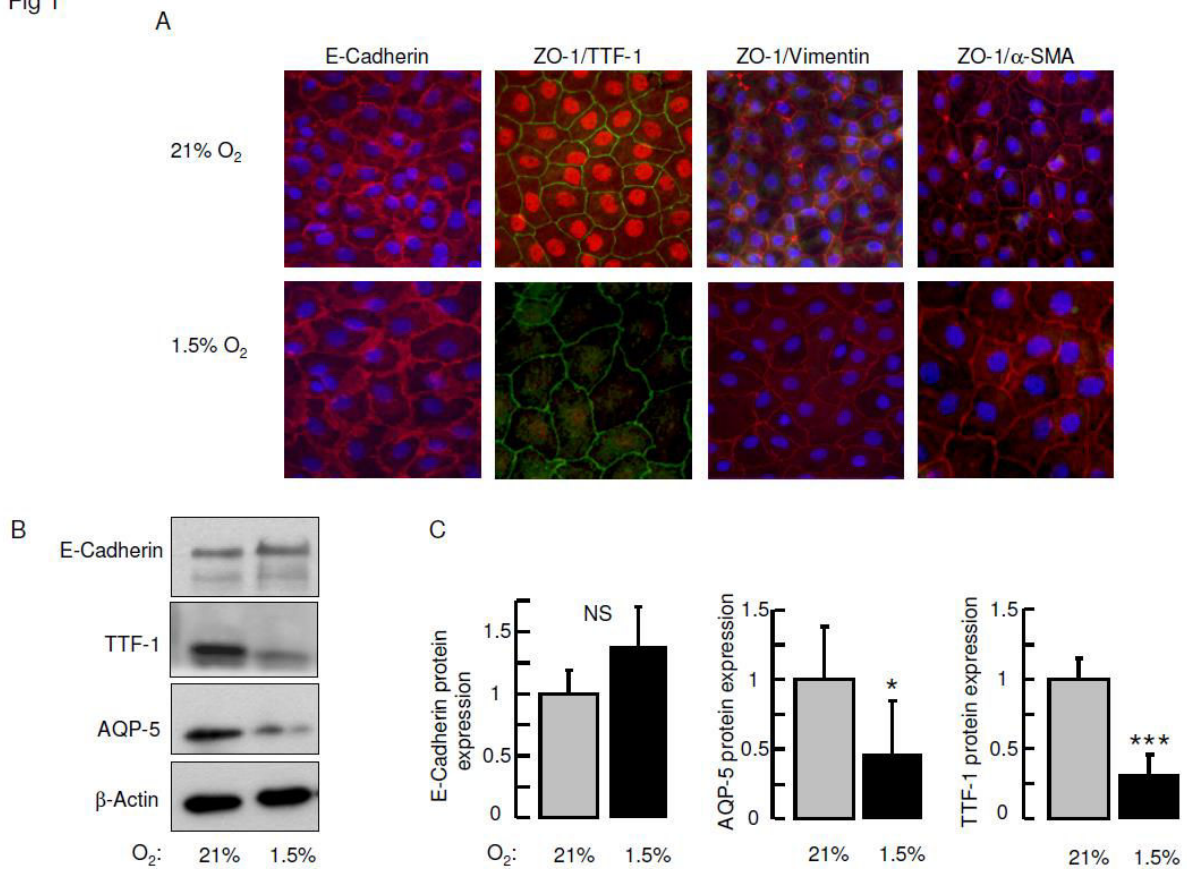 Fig 1
A
E-Cadherin ZO-1/TTF-1 ZO-1/Vimentin ZO-1/α-SMA
21% O₂
1.5% O₂
B
E-Cadherin
TTF-1
AQP-5
β-Actin
O₂: 21% 1.5%
C
E-Cadherin protein
expression
1.5
1
0.5
0
NS
O₂: 21% 1.5%
AQP-5 protein expression
1.5
1
0.5
0
*
21% 1.5%
TTF-1 protein expression
1.5
1
0.5
0
***
21% 1.5%